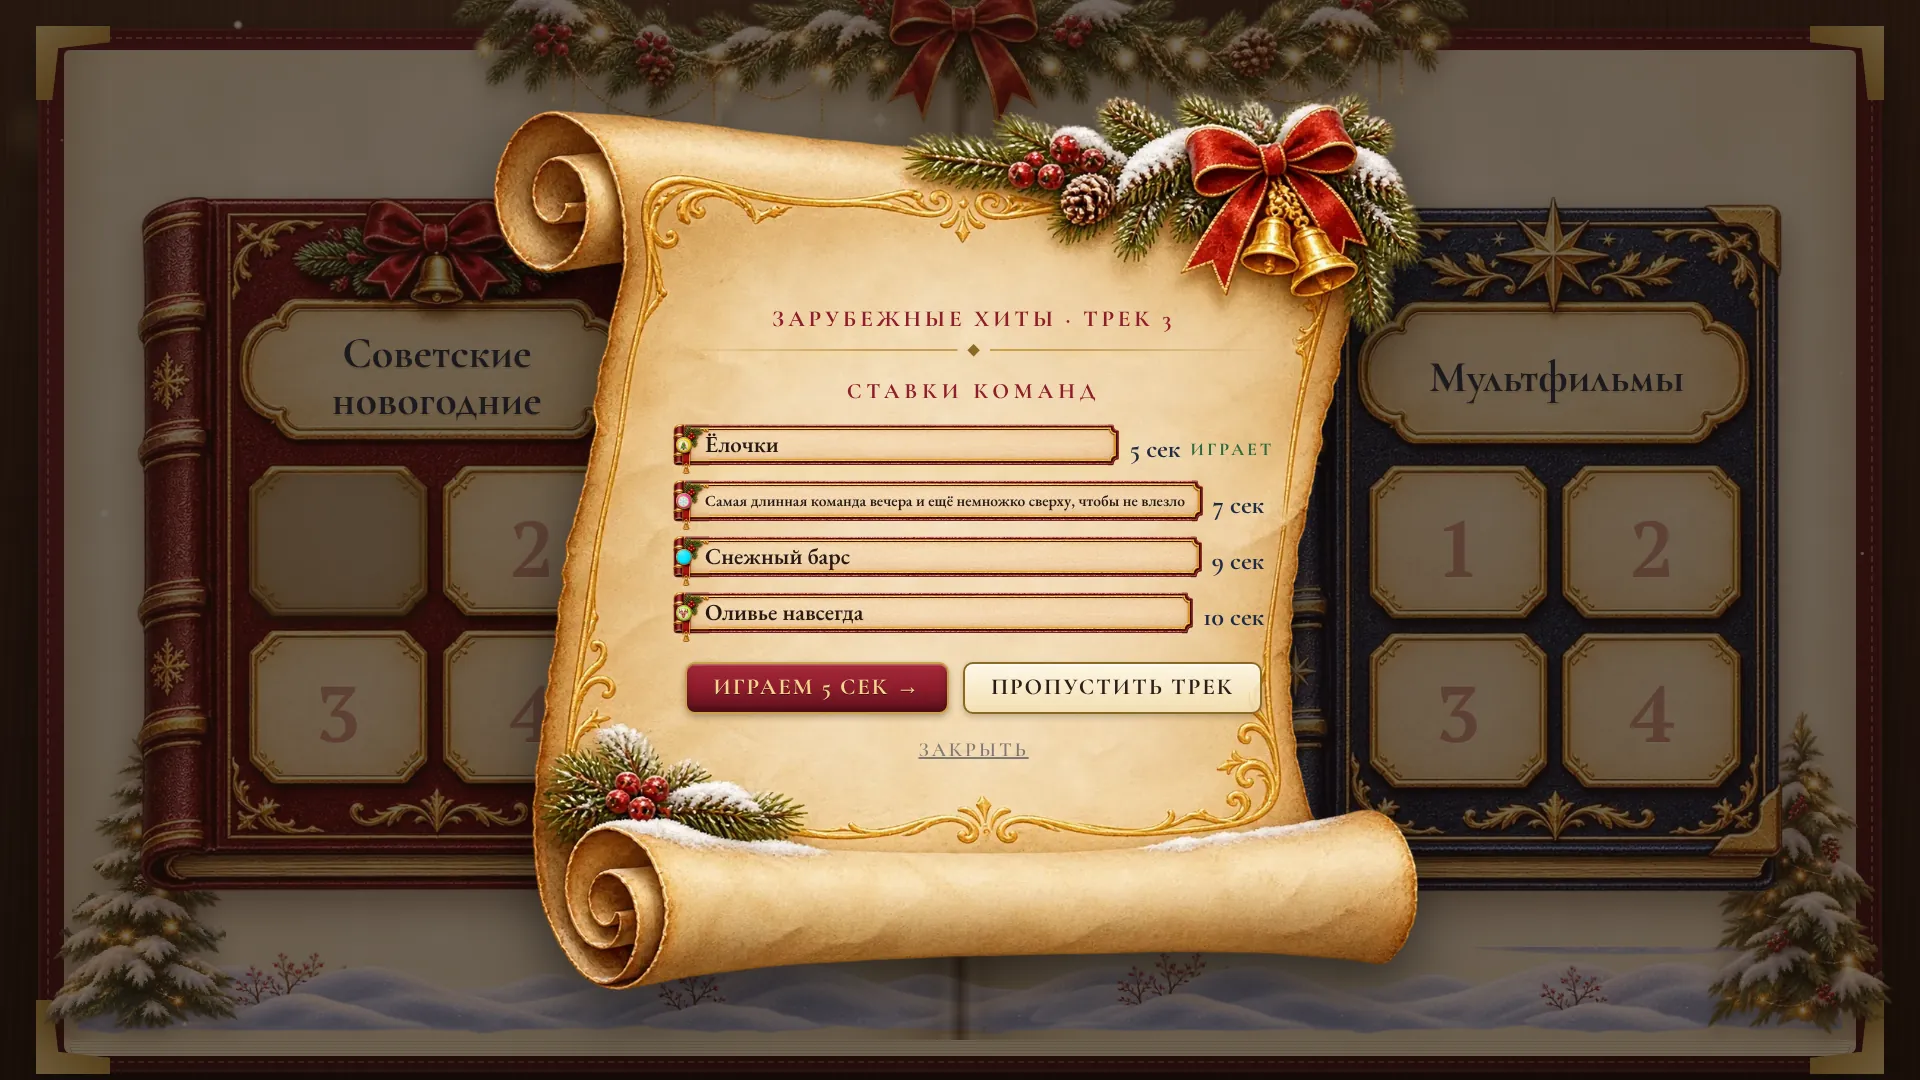 ЗАРУБЕЖНЫЕ ХИТЫ · ТРЕК 3
СТАВКИ КОМАНД
Ёлочки 5 сек ИГРАЕТ
Самая длинная команда вечера и ещё немножко сверху, чтобы не влезло 7 сек
Снежный барс 9 сек
Оливье навсегда 10 сек
ИГРАЕМ 5 СЕК → ПРОПУСТИТЬ ТРЕК
ЗАКРЫТЬ
Советские
новогодние
2
3 4
Мультфильмы
1 2
3 4